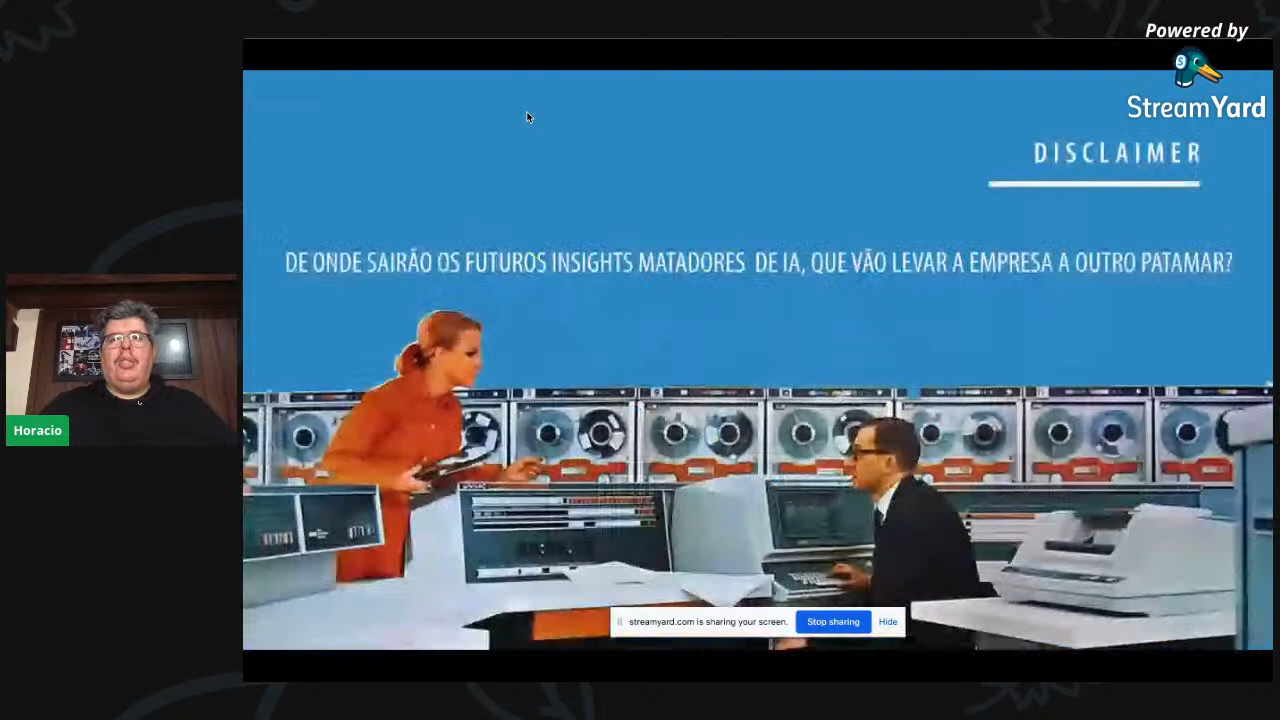 Powered by
StreamYard
DISCLAIMER
DE ONDE SAIRÃO OS FUTUROS INSIGHTS MATADORES DE IA, QUE VÃO LEVAR A EMPRESA A OUTRO PATAMAR?
Horacio
streamyard.com is sharing your screen. Stop sharing Hide